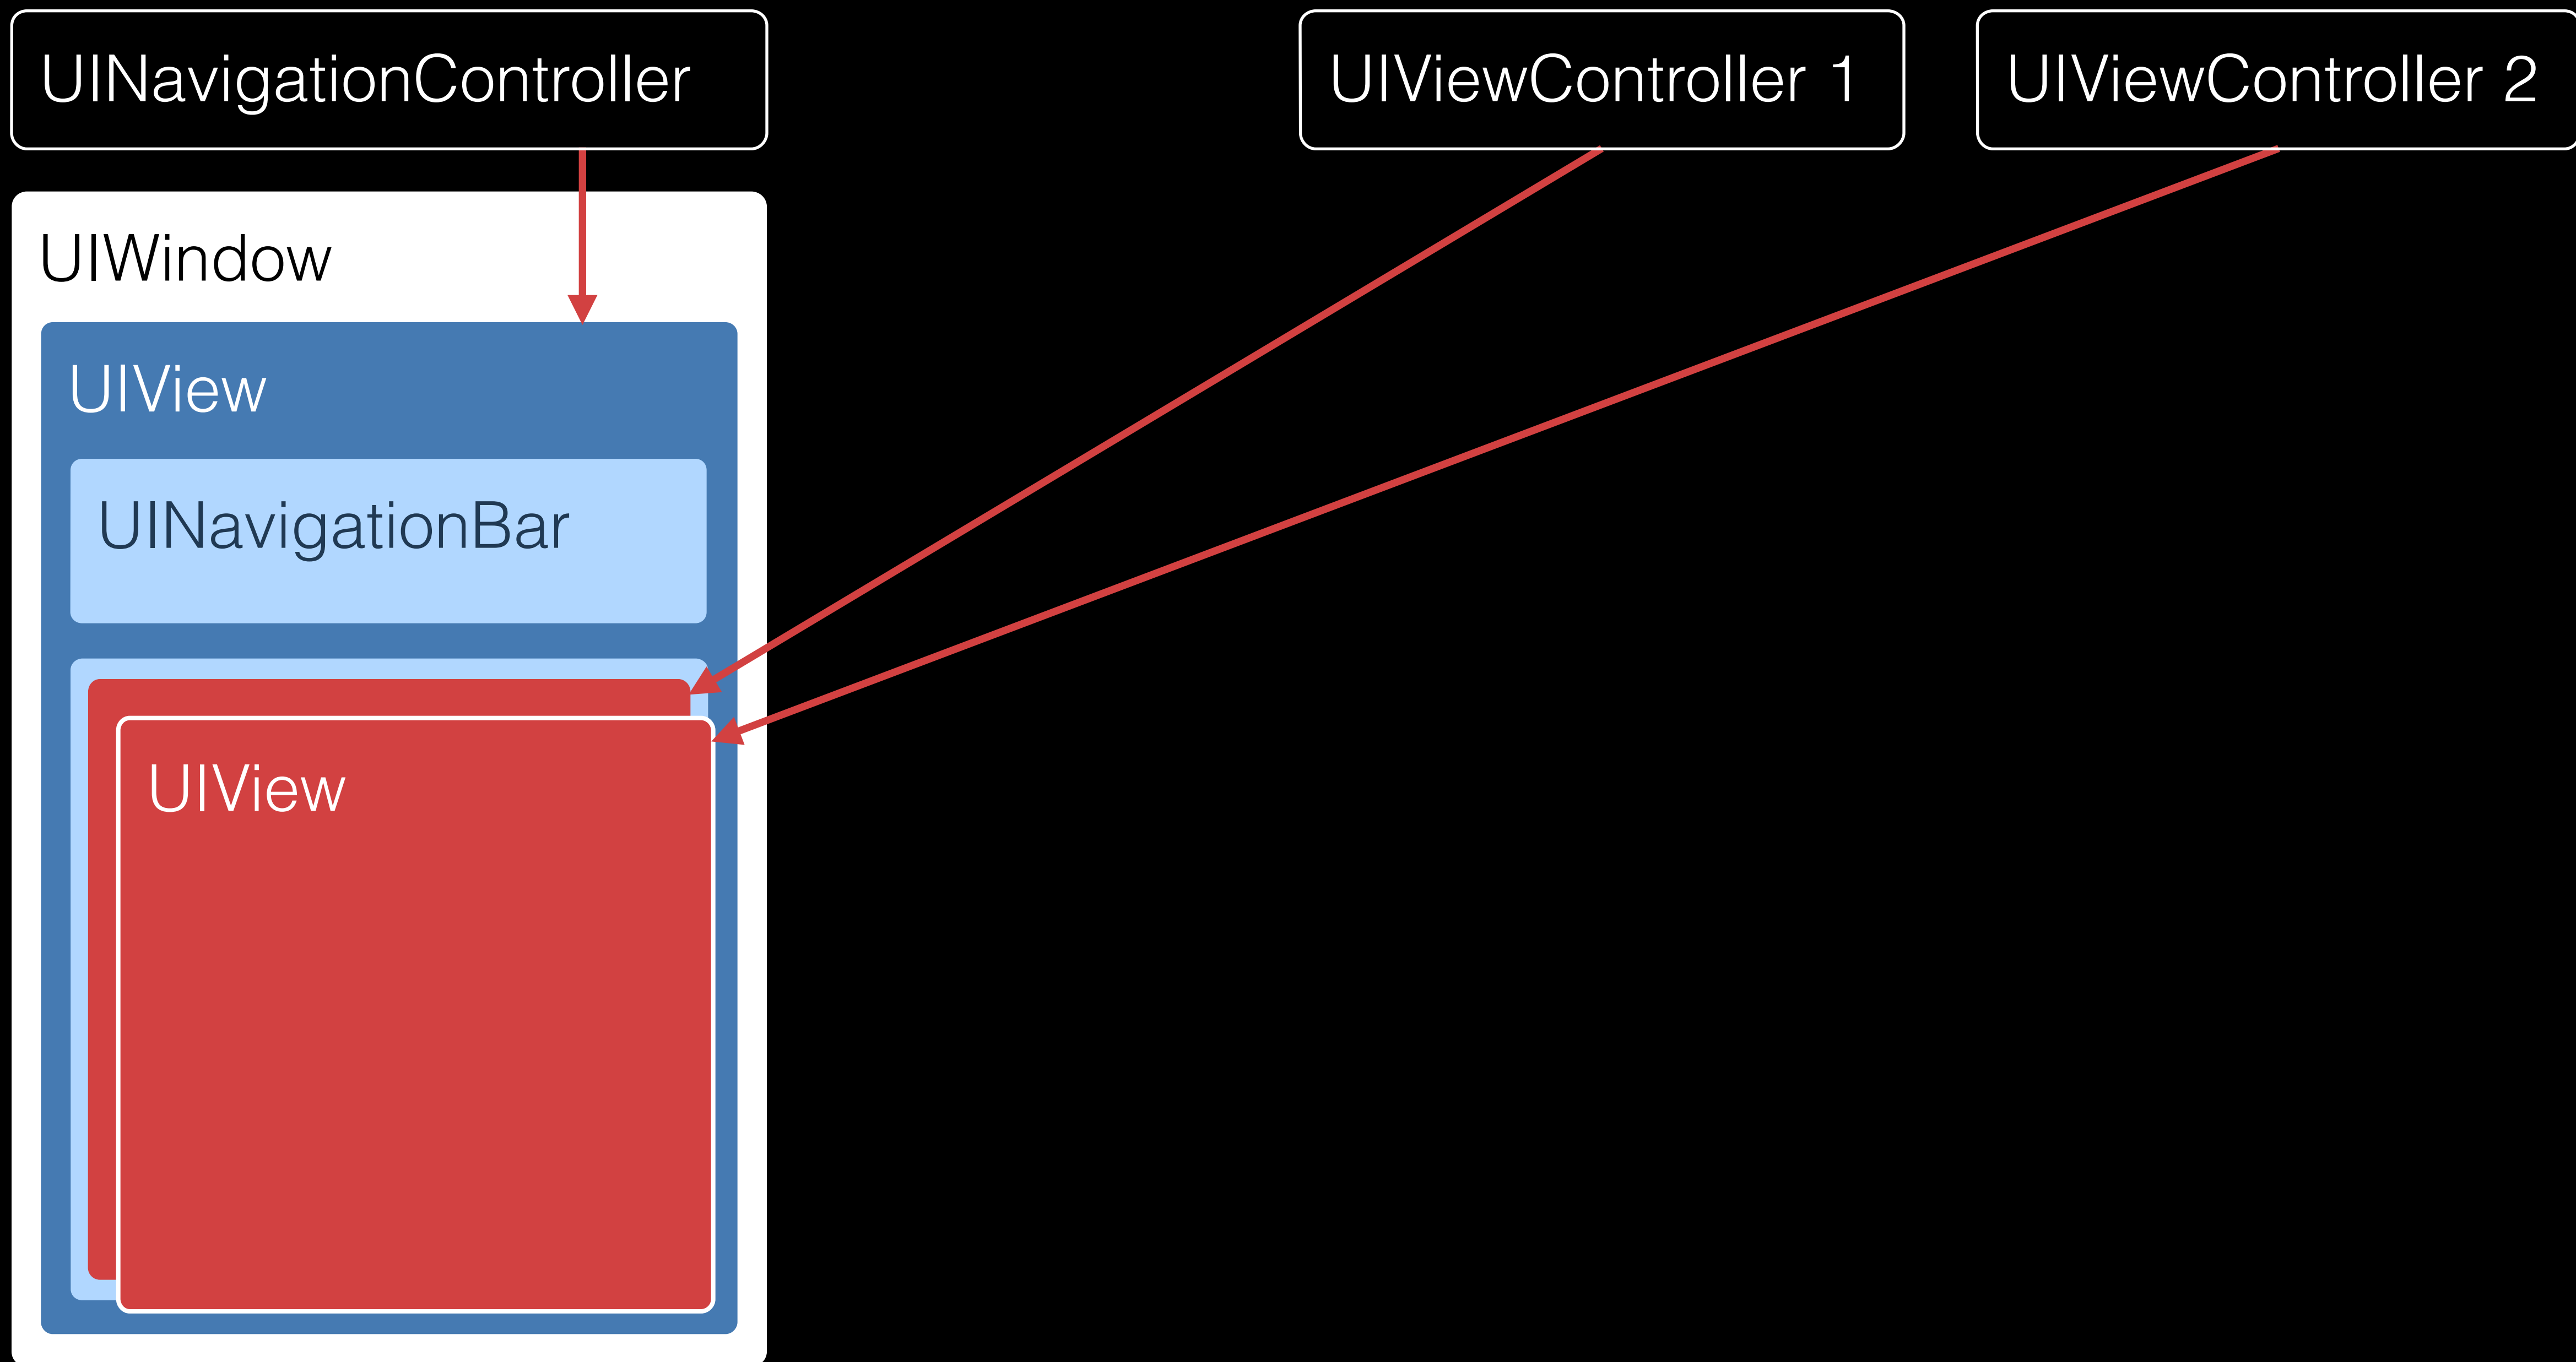 UINavigationController
UIViewController 1
UIViewController 2
UIWindow
UIView
UINavigationBar
UIView